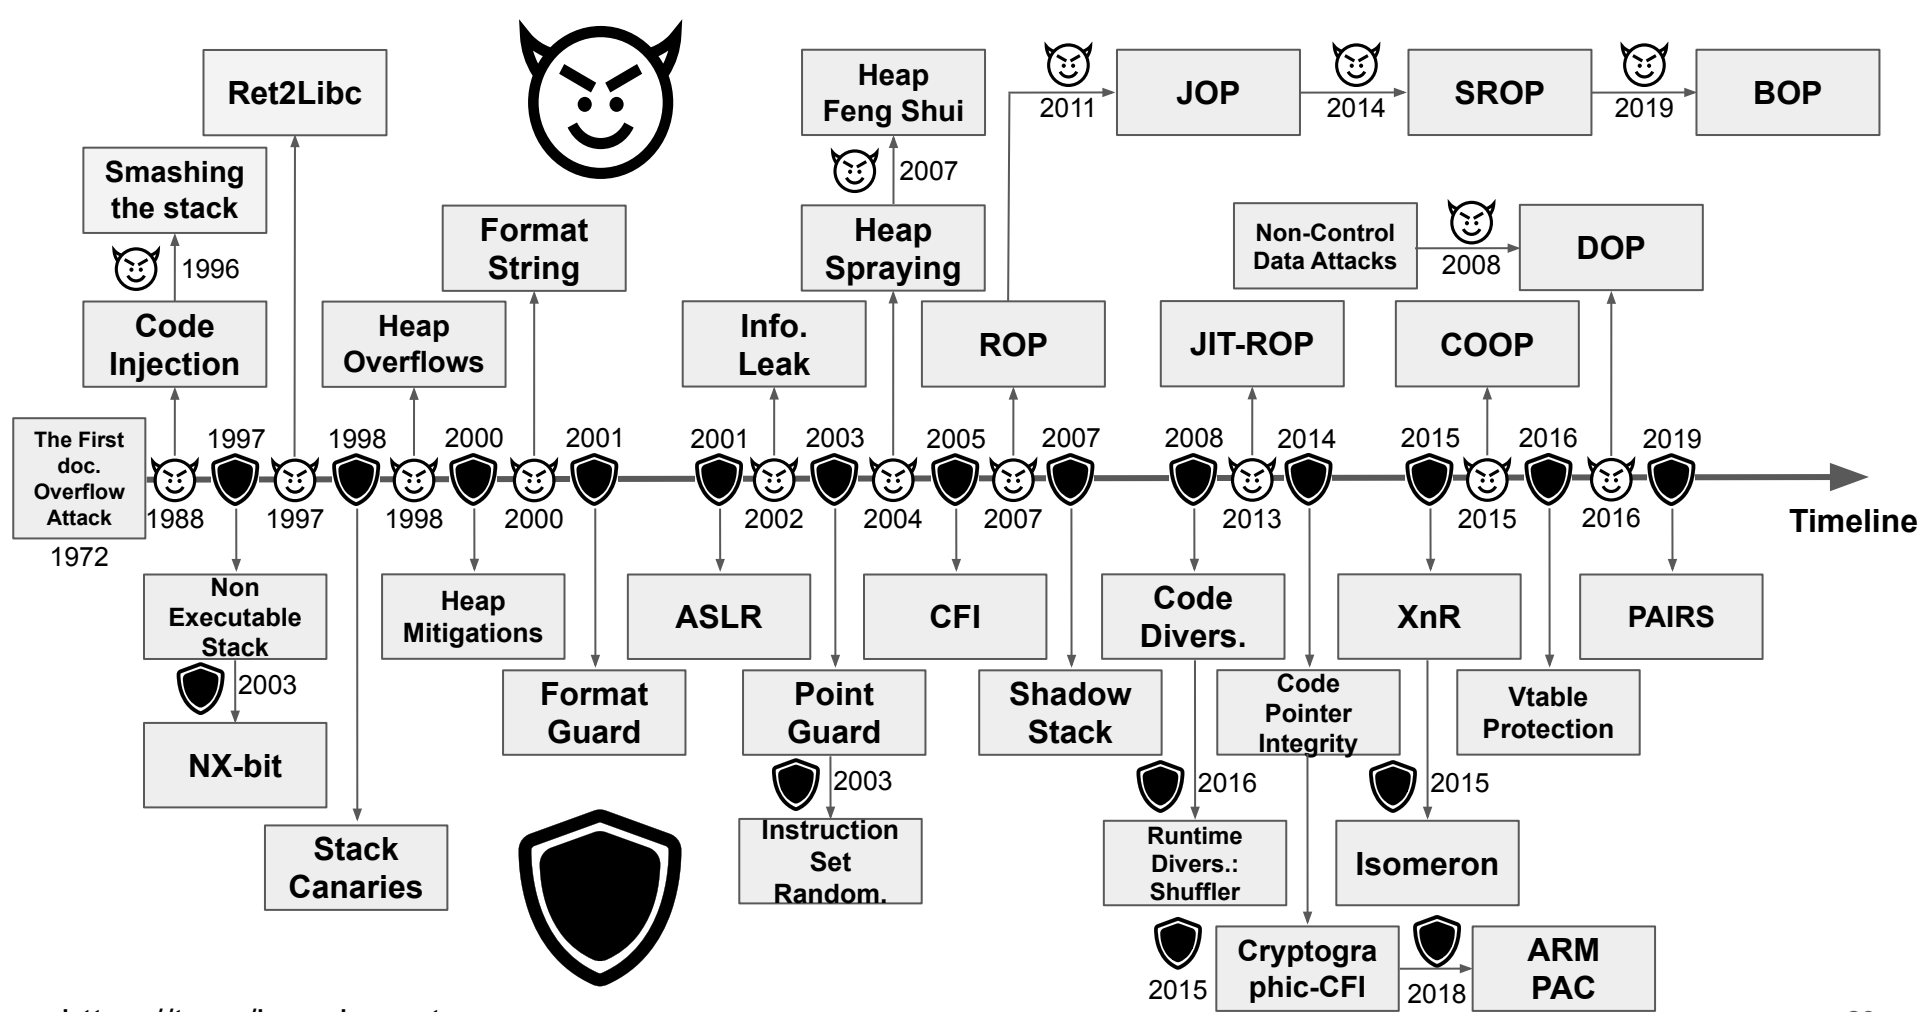 Ret2Libc
Smashing
the stack
1996
Code
Injection
Heap
Overflows
Format
String
Heap
Feng Shui
2007
Heap
Spraying
Info.
Leak
ROP
2011
JOP
2014
SROP
2019
BOP
Non-Control
Data Attacks
2008
DOP
JIT-ROP
COOP
The First
doc.
Overflow
Attack
1972
1997
1998
2000
2001
2001
2003
2005
2007
2008
2014
2015
2016
2019
1988
1997
1998
2000
2002
2004
2007
2013
2015
2016
Timeline
Non
Executable
Stack
2003
NX-bit
Stack
Canaries
Heap
Mitigations
Format
Guard
ASLR
Point
Guard
2003
Instruction
Set
Random.
CFI
Shadow
Stack
Code
Divers.
2016
Runtime
Divers.:
Shuffler
Code
Pointer
Integrity
2015
Cryptogra
phic-CFI
2018
ARM
PAC
XnR
2015
Isomeron
Vtable
Protection
PAIRS